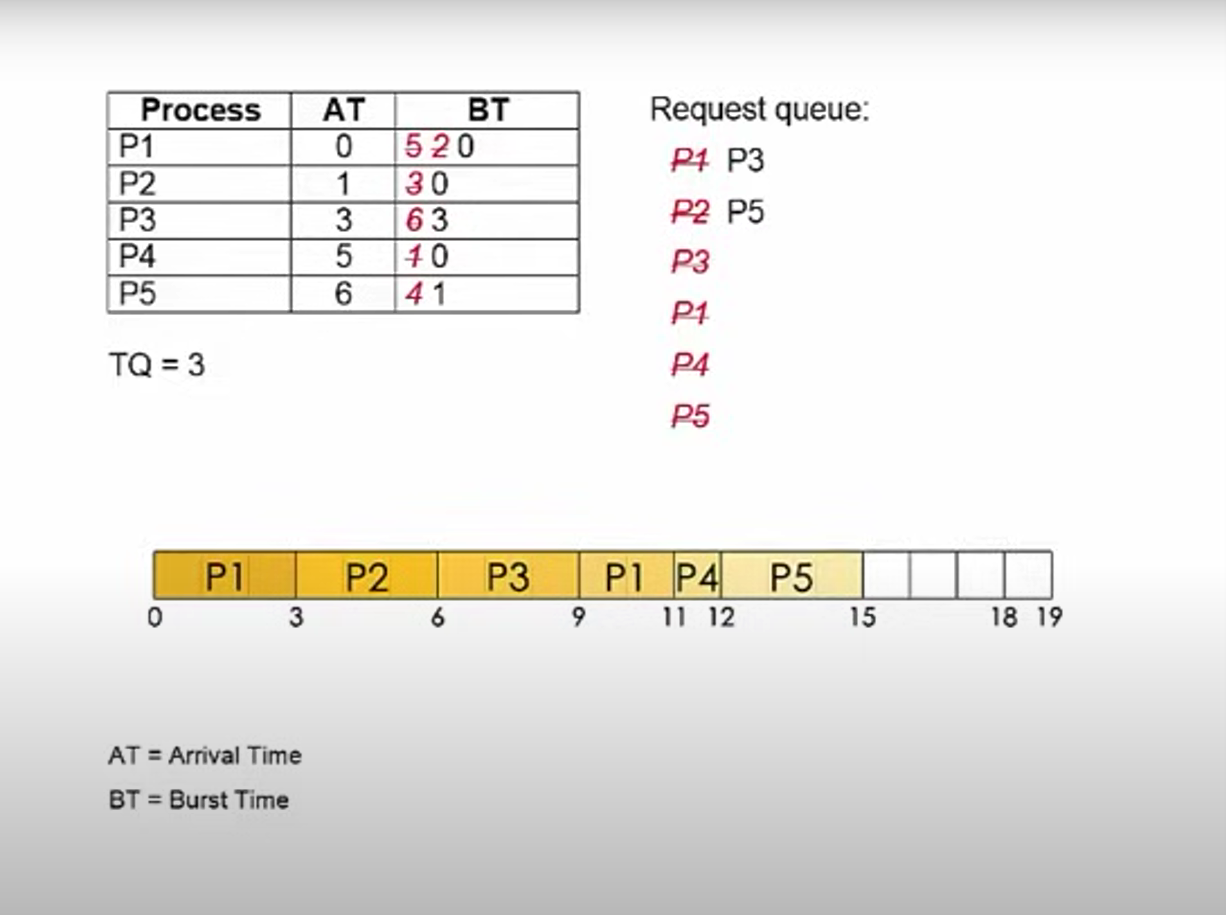 Process AT BT
P1 0 5 2 0
P2 1 3 0
P3 3 6 3
P4 5 1 0
P5 6 4 1
TQ = 3
Request queue:
P1 P3
P2 P5
P3
P1
P4
P5
P1 P2 P3 P1 P4 P5
0 3 6 9 11 12 15 18 19
AT = Arrival Time
BT = Burst Time